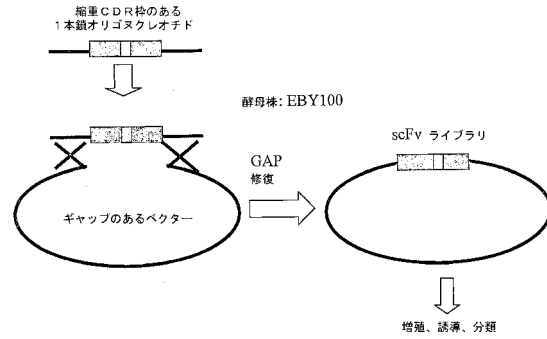 縮重CDR枠のある
1本鎖オリゴヌクレオチド
酵母株: EBY100
scFv ライブラリ
GAP
修復
ギャップのあるベクター
増殖、誘導、分類